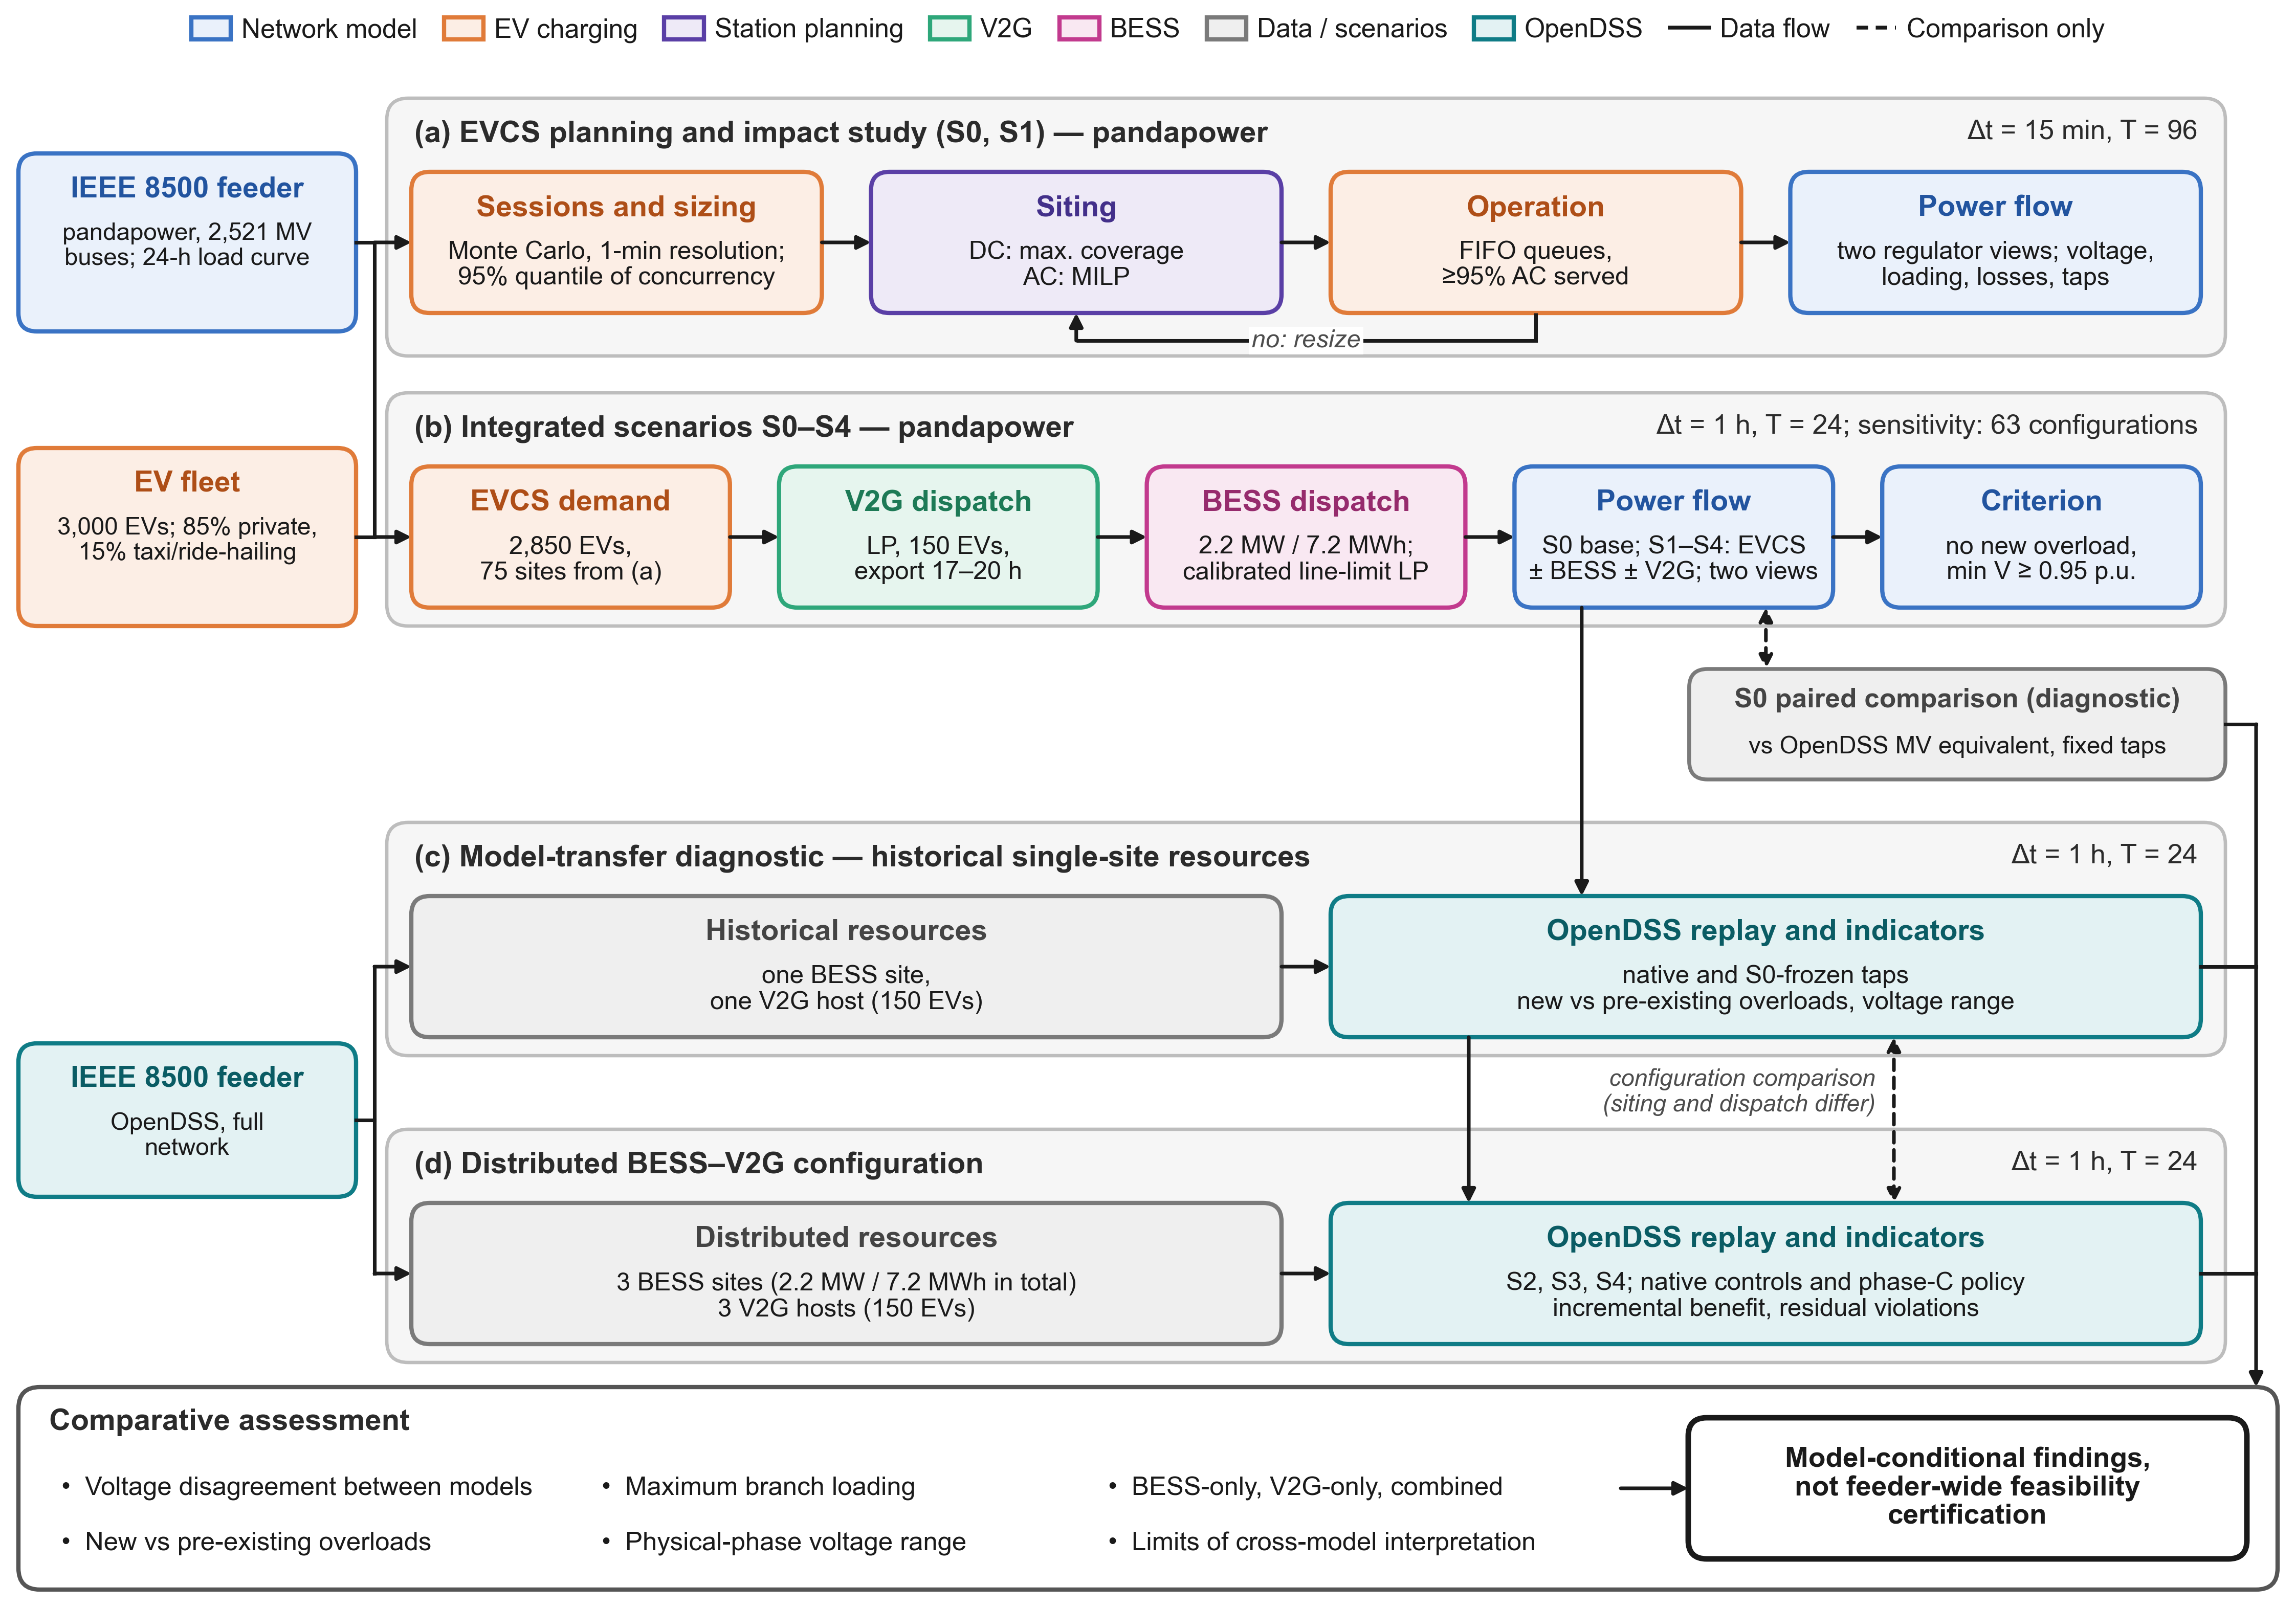 Network model
EV charging
Station planning
V2G
BESS
Data / scenarios
OpenDSS
Data flow
Comparison only
(a) EVCS planning and impact study (S0, S1) — pandapower
Δt = 15 min, T = 96
IEEE 8500 feeder
pandapower, 2,521 MV
buses; 24-h load curve
Sessions and sizing
Monte Carlo, 1-min resolution;
95% quantile of concurrency
Siting
DC: max. coverage
AC: MILP
Operation
FIFO queues,
≥95% AC served
Power flow
two regulator views; voltage,
loading, losses, taps
no: resize
(b) Integrated scenarios S0–S4 — pandapower
Δt = 1 h, T = 24; sensitivity: 63 configurations
EV fleet
3,000 EVs; 85% private,
15% taxi/ride-hailing
EVCS demand
2,850 EVs,
75 sites from (a)
V2G dispatch
LP, 150 EVs,
export 17–20 h
BESS dispatch
2.2 MW / 7.2 MWh;
calibrated line-limit LP
Power flow
S0 base; S1–S4: EVCS
± BESS ± V2G; two views
Criterion
no new overload,
min V ≥ 0.95 p.u.
S0 paired comparison (diagnostic)
vs OpenDSS MV equivalent, fixed taps
(c) Model-transfer diagnostic — historical single-site resources
Δt = 1 h, T = 24
Historical resources
one BESS site,
one V2G host (150 EVs)
OpenDSS replay and indicators
native and S0-frozen taps
new vs pre-existing overloads, voltage range
IEEE 8500 feeder
OpenDSS, full
network
configuration comparison
(siting and dispatch differ)
(d) Distributed BESS–V2G configuration
Δt = 1 h, T = 24
Distributed resources
3 BESS sites (2.2 MW / 7.2 MWh in total)
3 V2G hosts (150 EVs)
OpenDSS replay and indicators
S2, S3, S4; native controls and phase-C policy
incremental benefit, residual violations
Comparative assessment
• Voltage disagreement between models
• New vs pre-existing overloads
• Maximum branch loading
• Physical-phase voltage range
• BESS-only, V2G-only, combined
• Limits of cross-model interpretation
Model-conditional findings,
not feeder-wide feasibility
certification